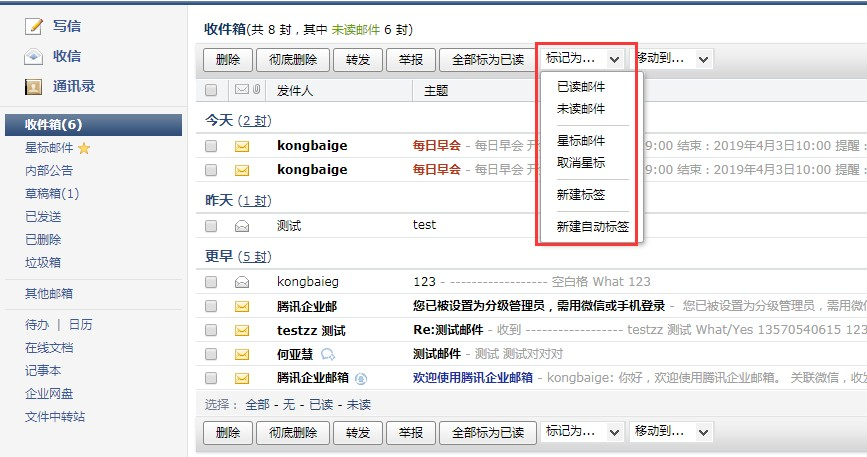 写信
收信
通讯录
收件箱(6)
星标邮件
内部公告
草稿箱(1)
已发送
已删除
垃圾箱
其他邮箱
待办 | 日历
在线文档
记事本
企业网盘
文件中转站
收件箱(共 8 封，其中 未读邮件 6 封)
删除 彻底删除 转发 举报 全部标为已读 标记为... 移动到...
发件人 主题
已读邮件
未读邮件
星标邮件
取消星标
新建标签
新建自动标签
今天 (2 封)
kongbaige 每日早会 - 每日早会 开 9:00 结束：2019年4月3日10:00 提醒：
kongbaige 每日早会 - 每日早会 开 9:00 结束：2019年4月3日10:00 提醒：
昨天 (1 封)
测试 test
更早 (5 封)
kongbaieg 123 - ------------------ 空白格 What 123
腾讯企业邮 您已被设置为分级管理员，需用微信或手机登录 - 您已被设置为分级管理员，需
testzz 测试 Re:测试邮件 - 收到 ------------------ testzz 测试 What/Yes 13570540615 123
何亚慧 测试邮件 - 测试 测试对对对
腾讯企业邮箱 欢迎使用腾讯企业邮箱 - kongbaige: 你好，欢迎使用腾讯企业邮箱。 关联微信，收发
选择： 全部 - 无 - 已读 - 未读
删除 彻底删除 转发 举报 全部标为已读 标记为... 移动到...